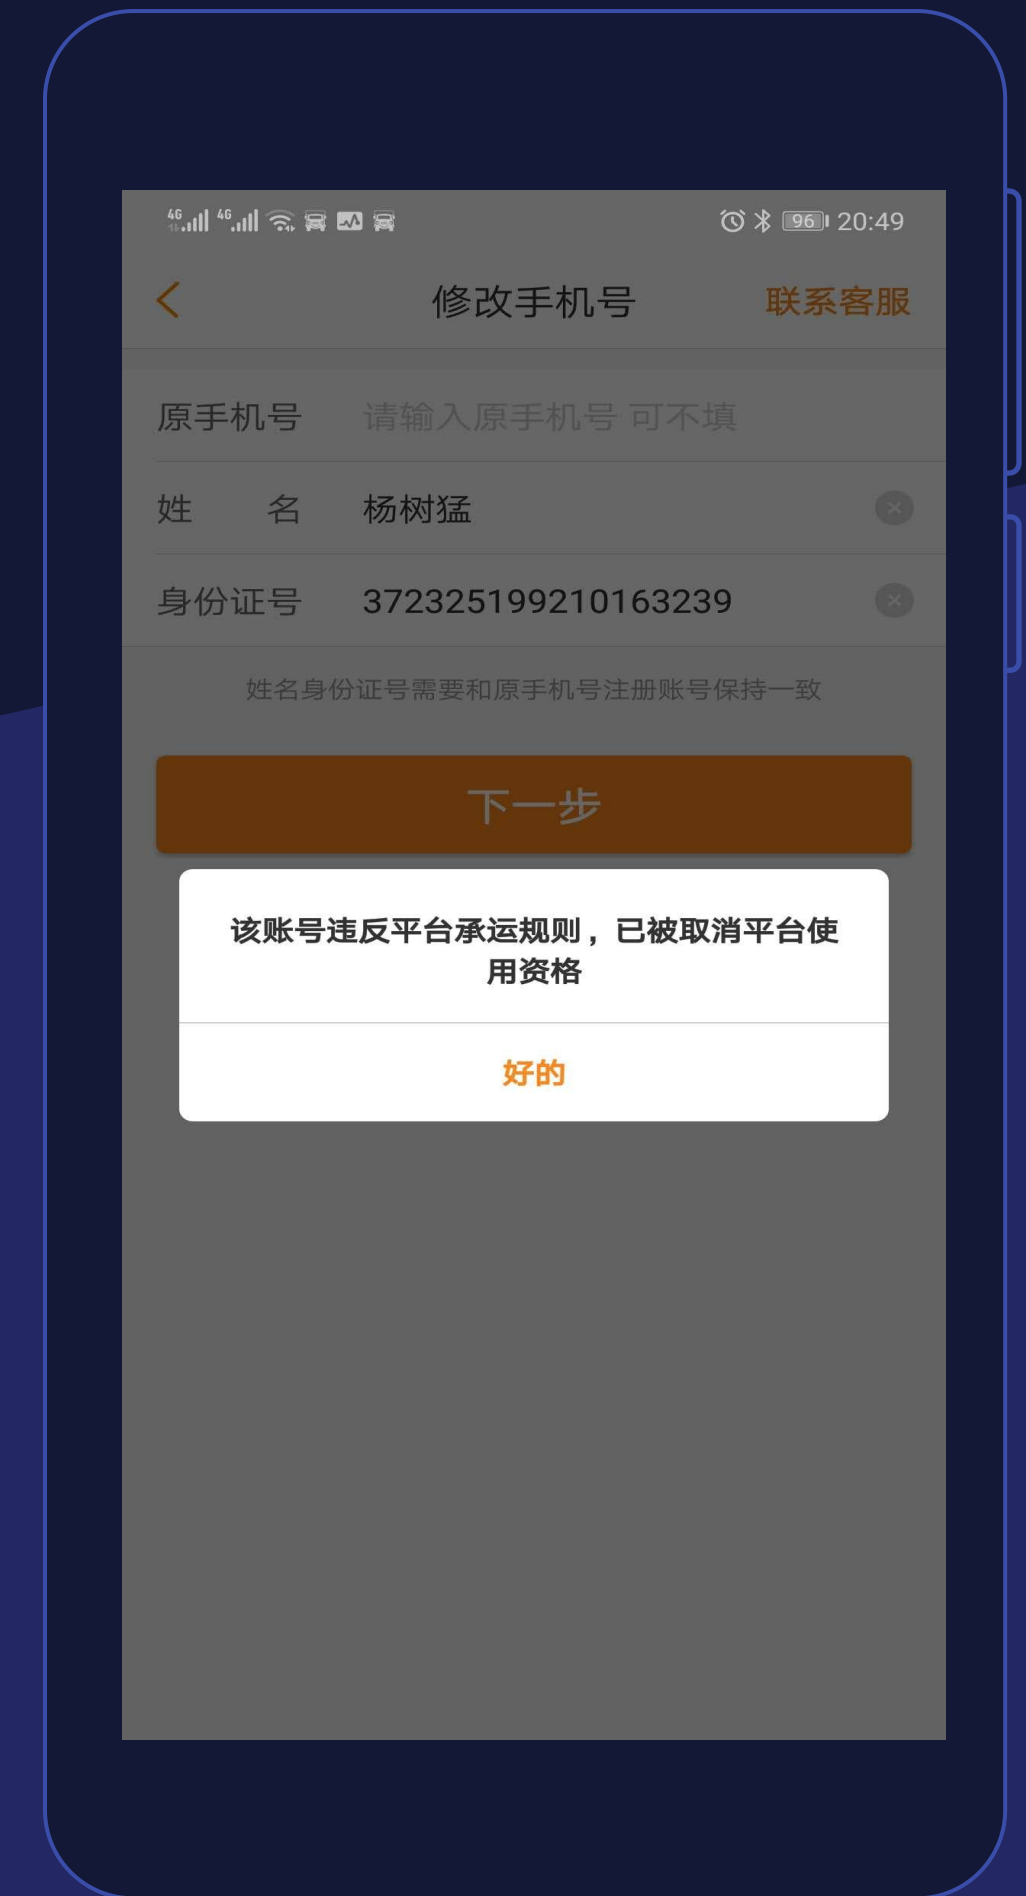 4G 4G 96 20:49
修改手机号 联系客服
原手机号 请输入原手机号 可不填
姓 名 杨树猛
身份证号 372325199210163239
姓名身份证号需要和原手机号注册账号保持一致
下一步
该账号违反平台承运规则，已被取消平台使
用资格
好的